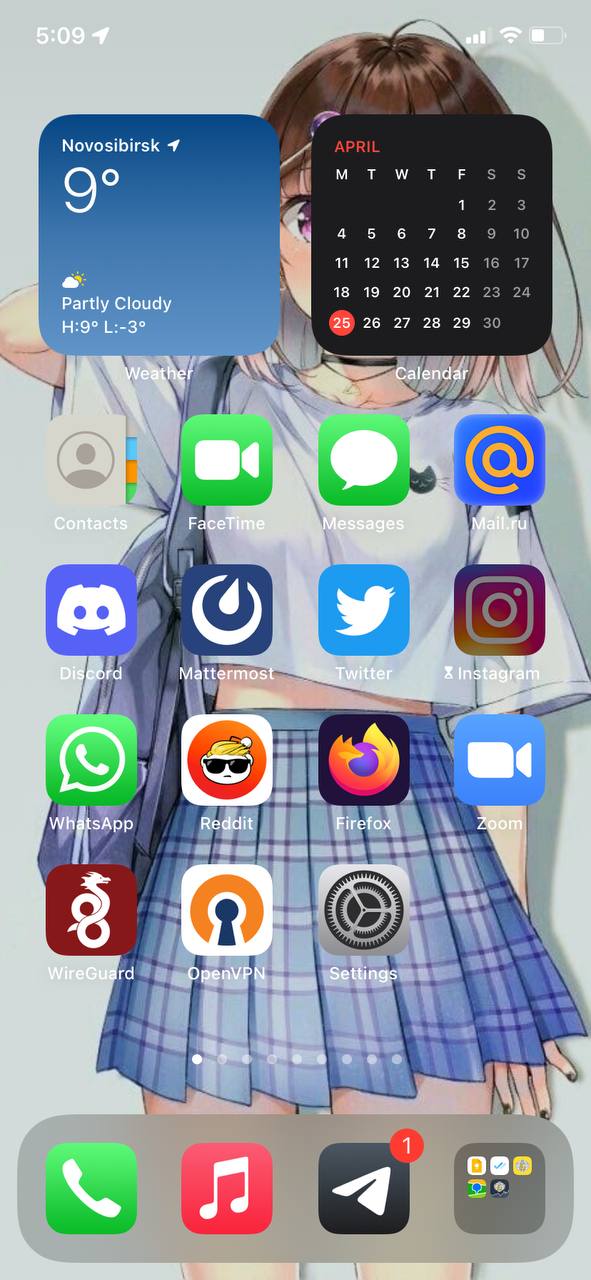 5:09
Novosibirsk
9°
Partly Cloudy
H:9° L:-3°
Weather
APRIL
M T W T F S S
1 2 3
4 5 6 7 8 9 10
11 12 13 14 15 16 17
18 19 20 21 22 23 24
25 26 27 28 29 30
Calendar
Contacts FaceTime Messages Mail.ru
Discord Mattermost Twitter Instagram
WhatsApp Reddit Firefox Zoom
WireGuard OpenVPN Settings
1